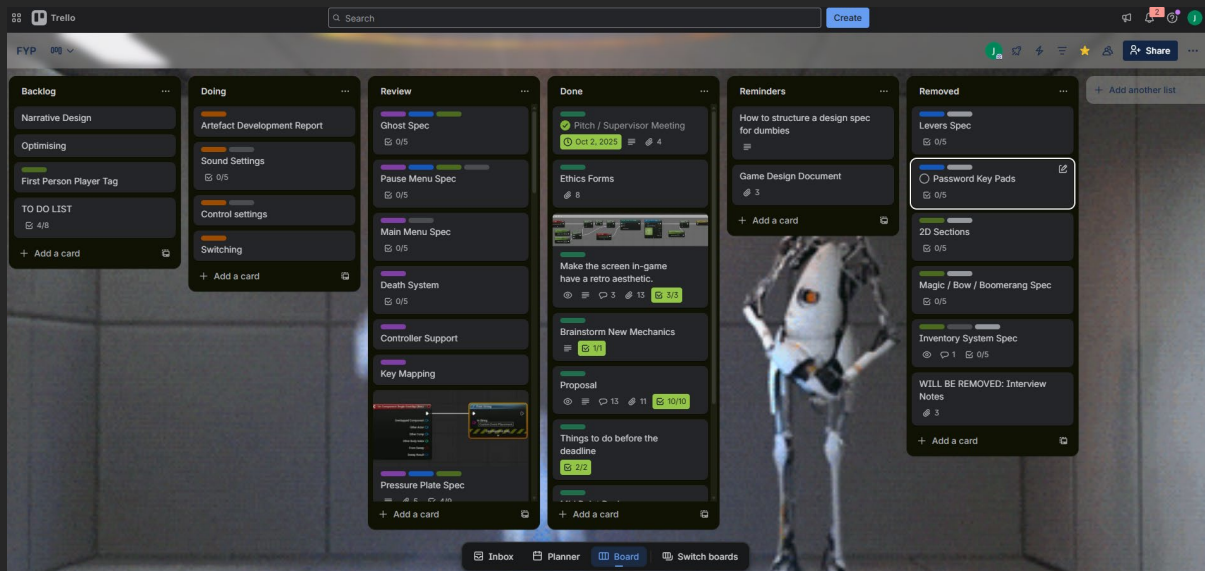 Trello
Search
Create
2
J
FYP
J
Share
Backlog
Narrative Design
Optimising
First Person Player Tag
TO DO LIST
4/8
+ Add a card
Doing
Artefact Development Report
Sound Settings
0/5
Control settings
Switching
+ Add a card
Review
Ghost Spec
0/5
Pause Menu Spec
0/5
Main Menu Spec
0/5
Death System
0/5
Controller Support
Key Mapping
Pressure Plate Spec
+ Add a card
Done
Pitch / Supervisor Meeting
Oct 2, 2025 4
Ethics Forms
8
Make the screen in-game
have a retro aesthetic.
3 13 3/3
Brainstorm New Mechanics
1/1
Proposal
13 11 10/10
Things to do before the
deadline
2/2
+ Add a card
Reminders
How to structure a design spec
for dumbies
Game Design Document
3
+ Add a card
Removed
Levers Spec
0/5
Password Key Pads
0/5
2D Sections
0/5
Magic / Bow / Boomerang Spec
0/5
Inventory System Spec
1 0/5
WILL BE REMOVED: Interview
Notes
3
+ Add a card
+ Add another list
Inbox
Planner
Board
Switch boards